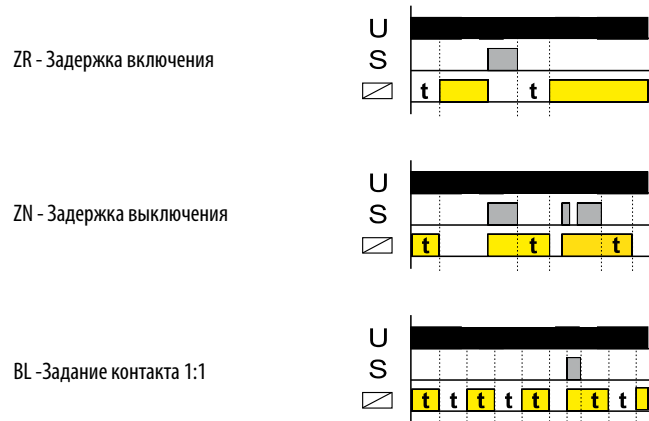 U
ZR - Задержка включения
S
t t
U
ZN - Задержка выключения
S
t t t
U
BL -Задание контакта 1:1
S
t t t t t t t